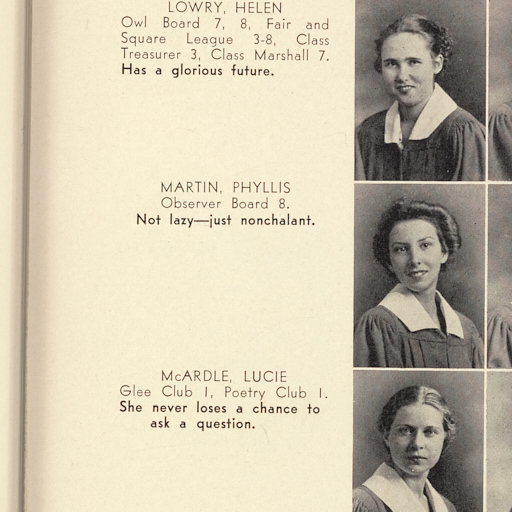 LOWRY, HELEN
Owl Board 7, 8, Fair and
Square League 3-8, Class
Treasurer 3, Class Marshall 7.
Has a glorious future.
MARTIN, PHYLLIS
Observer Board 8.
Not lazy—just nonchalant.
McARDLE, LUCIE
Glee Club 1, Poetry Club 1.
She never loses a chance to
ask a question.